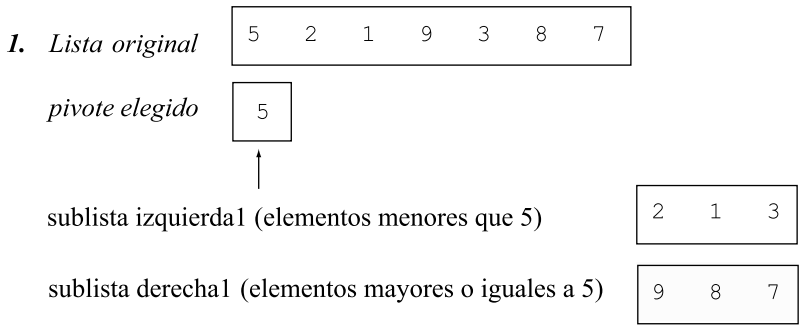 1. Lista original 5 2 1 9 3 8 7
pivote elegido 5
sublista izquierda1 (elementos menores que 5) 2 1 3
sublista derecha1 (elementos mayores o iguales a 5) 9 8 7